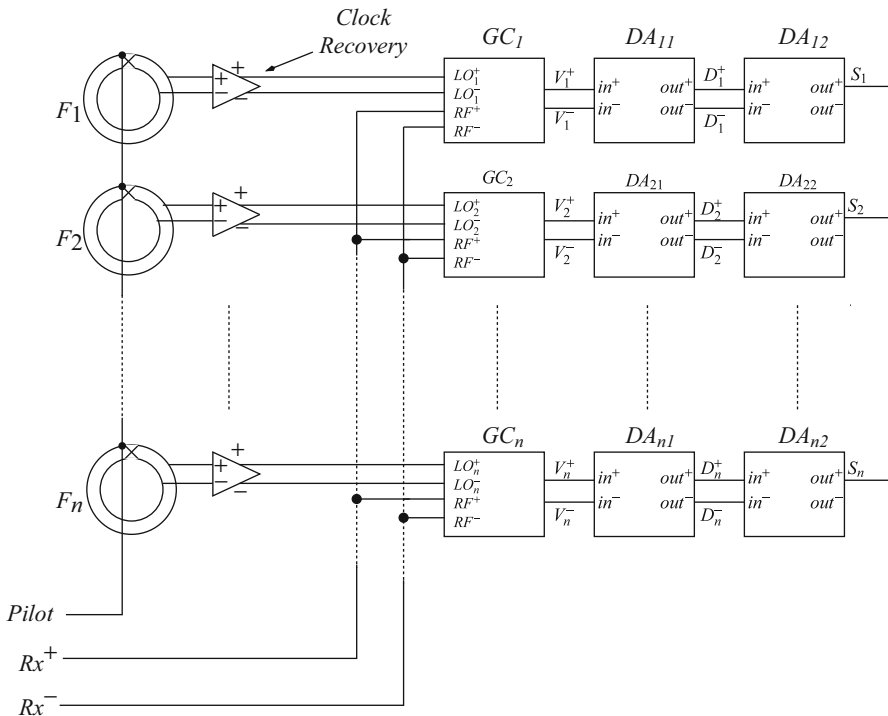 Clock
Recovery
GC₁ DA₁₁ DA₁₂
F₁ + − + − LO₁⁺ V₁⁺ in⁺ out⁺ D₁⁺ in⁺ out⁺ S₁
LO₁⁻
RF⁺ V₁⁻ in⁻ out⁻ D₁⁻ in⁻ out⁻
RF⁻
GC₂ DA₂₁ DA₂₂
F₂ + − + − LO₂⁺ V₂⁺ in⁺ out⁺ D₂⁺ in⁺ out⁺ S₂
LO₂⁻
RF⁺ V₂⁻ in⁻ out⁻ D₂⁻ in⁻ out⁻
RF⁻
GCₙ DAₙ₁ DAₙ₂
Fₙ + − + − LOₙ⁺ Vₙ⁺ in⁺ out⁺ Dₙ⁺ in⁺ out⁺ Sₙ
LOₙ⁻
RF⁺ Vₙ⁻ in⁻ out⁻ Dₙ⁻ in⁻ out⁻
RF⁻
Pilot
Rx⁺
Rx⁻